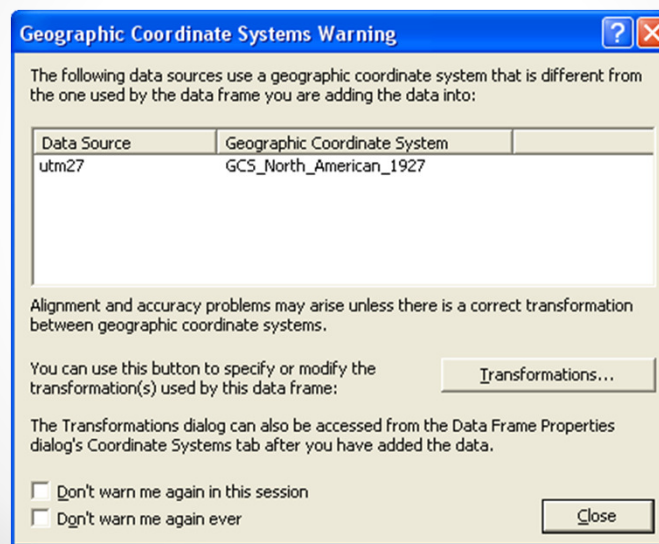 Geographic Coordinate Systems Warning
The following data sources use a geographic coordinate system that is different from
the one used by the data frame you are adding the data into:
Data Source Geographic Coordinate System
utm27 GCS_North_American_1927
Alignment and accuracy problems may arise unless there is a correct transformation
between geographic coordinate systems.
You can use this button to specify or modify the
transformation(s) used by this data frame:
Transformations...
The Transformations dialog can also be accessed from the Data Frame Properties
dialog's Coordinate Systems tab after you have added the data.
Don't warn me again in this session
Don't warn me again ever
Close